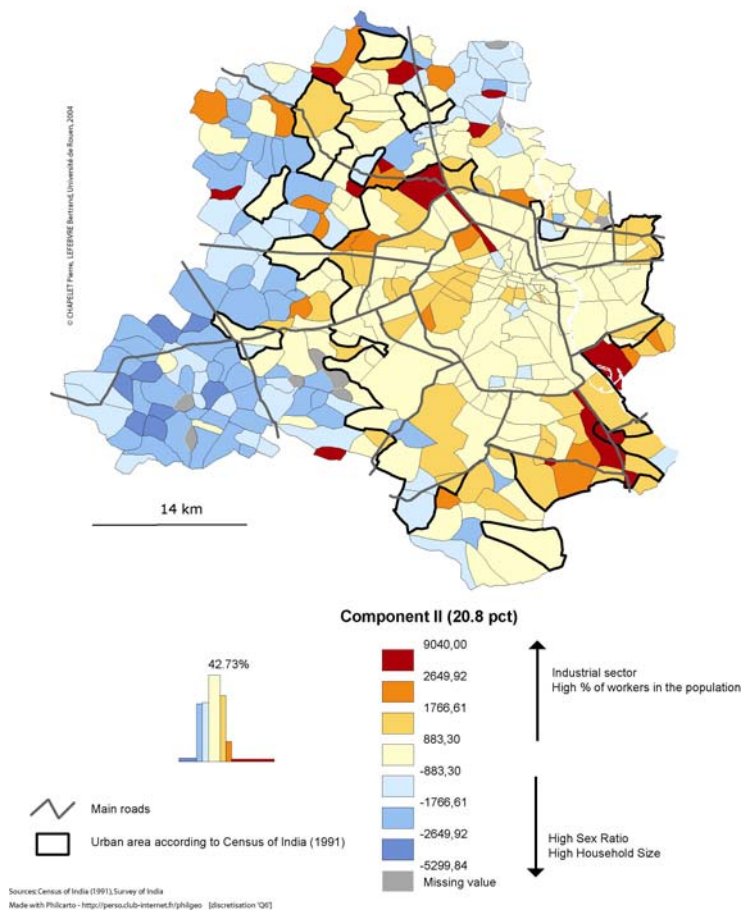 © CHAPELET Pierre, LEFEBVRE Bertrand, Université de Rouen, 2004
14 km
Component II (20.8 pct)
42.73%
9040,00
2649,92
1766,61
883,30
-883,30
-1766,61
-2649,92
-5299,84
Missing value
Industrial sector
High % of workers in the population
High Sex Ratio
High Household Size
Main roads
Urban area according to Census of India (1991)
Sources:Census of India (1991),Survey of India
Made with Philcarto - http://perso.club-internet.fr/philgeo [discretisation 'Q6']